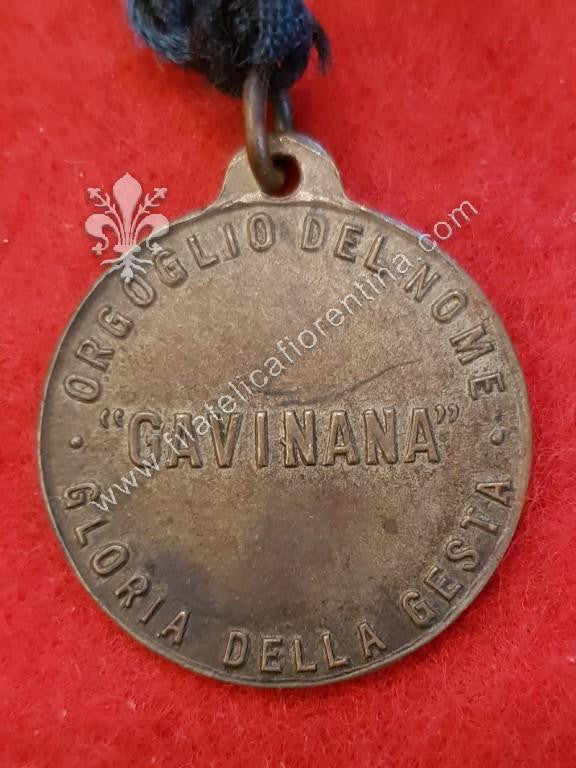 ORGOGLIO DEL NOME
"GAVINANA"
GLORIA DELLA GESTA
www.filatelicafiorentina.com